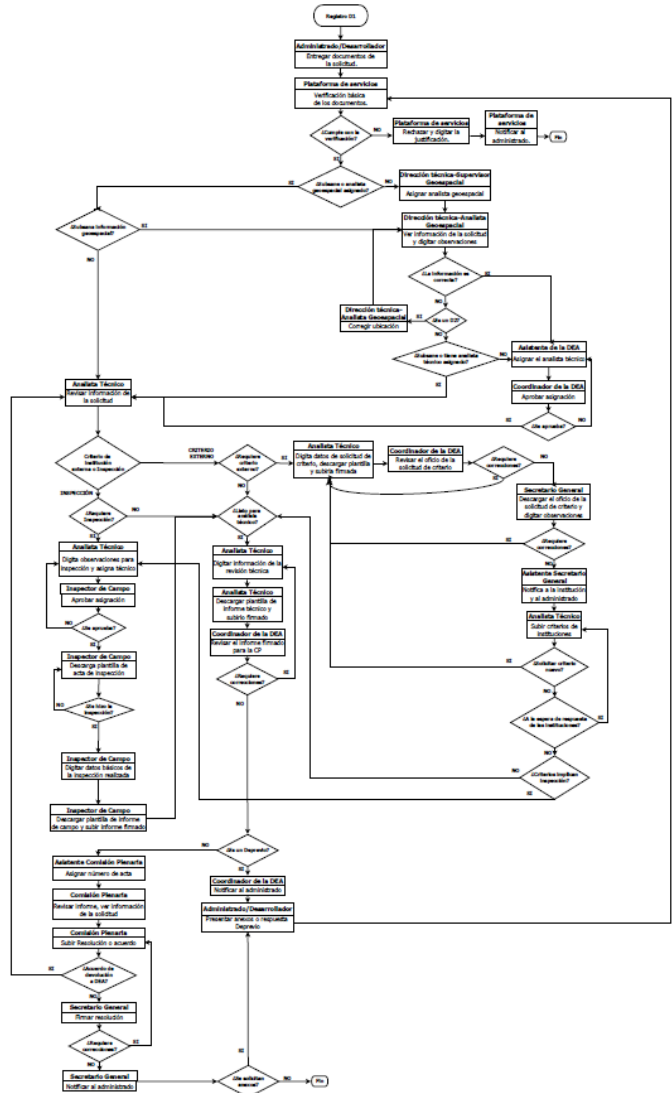 Registro D1
Administrado/Desarrollador
Entregar documentos de
la solicitud.
Plataforma de servicios
Verificación básica
de los documentos.
¿Cumple con la
verificación?
NO
Plataforma de servicios
Rechazar y digitar la
justificación.
Plataforma de
servicios
Notificar al
administrado.
Fin
SI
¿Subsana o analista
geoespacial asignado?
SI
NO
Dirección técnica-Supervisor
Geoespacial
Asignar analista geoespacial
¿Subsana información
geoespacial?
SI
NO
Dirección técnica-Analista
Geoespacial
Ver información de la solicitud
y digitar observaciones
¿La información es
correcta?
SI
NO
¿Es un D2?
SI
NO
Dirección técnica-
Analista Geoespacial
Corregir ubicación
¿Subsana o tiene analista
técnico asignado?
NO
SI
Asistente de la DEA
Asignar el analista técnico
Coordinador de la DEA
Aprobar asignación
¿Se aprueba?
SI
NO
Analista Técnico
Revisar información de
la solicitud
Criterio de
institución
externa o inspección
CRITERIO
EXTERNO
INSPECCIÓN
¿Requiere
criterio
externo?
SI
NO
Analista Técnico
Digita datos de solicitud de
criterio, descargar plantilla y
subirla firmada
Coordinador de la DEA
Revisar el oficio de la
solicitud de criterio
¿Requiere
correcciones?
SI
NO
Secretario General
Descargar el oficio de la
solicitud de criterio y
digitar observaciones
¿Requiere
correcciones?
SI
NO
Asistente Secretario
General
Notifica a la institución
y al administrado
Analista Técnico
Subir criterios de
instituciones
¿Solicitar criterio
nuevo?
SI
NO
¿A la espera de respuesta
de las instituciones?
SI
NO
¿Criterios implican
inspección?
NO
SI
¿Requiere
inspección?
NO
SI
¿Listo para
análisis
técnico?
SI
Analista Técnico
Digita observaciones para
inspección y asigna técnico
Inspector de Campo
Aprobar asignación
¿Se aprueba?
NO
SI
Inspector de Campo
Descarga plantilla de
acta de inspección
¿Se hizo la
inspección?
NO
SI
Inspector de Campo
Digitar datos básicos de
la inspección realizada
Inspector de Campo
Descargar plantilla de informe
de campo y subir informe firmado
Analista Técnico
Digitar información de la
revisión técnica
Analista Técnico
Descargar plantilla de
informe técnico y
subirlo firmado
Coordinador de la DEA
Revisar el informe firmado
para la CP
¿Requiere
correcciones?
SI
NO
¿Es un Deprevio?
NO
SI
Coordinador de la DEA
Notificar al administrado
Administrado/Desarrollador
Presentar anexos o respuesta
Deprevio
Asistente Comisión Plenaria
Asignar número de acta
Comisión Plenaria
Revisar informe, ver información
de la solicitud
Comisión Plenaria
Subir Resolución o acuerdo
¿Acuerdo de
devolución
a DEA?
SI
NO
Secretario General
Firmar resolución
¿Requiere
correcciones?
SI
NO
Secretario General
Notificar al administrado
¿Se solicitan
anexos?
SI
NO
Fin